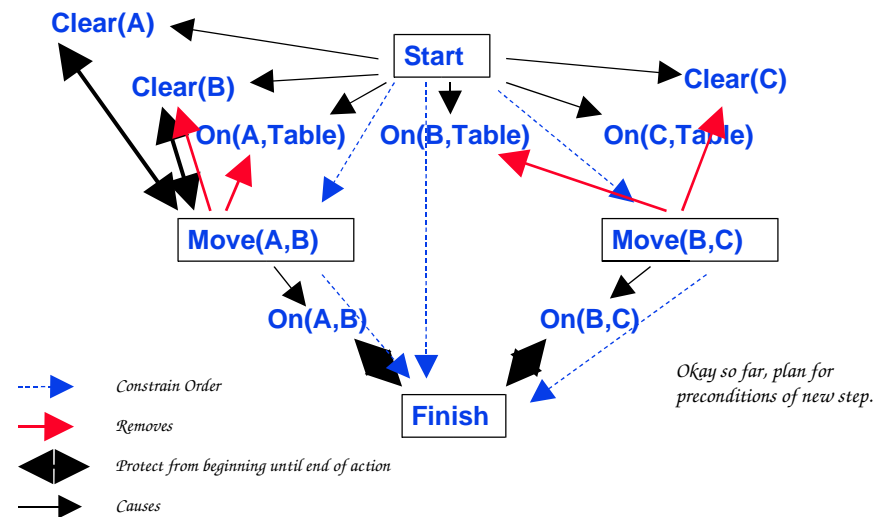 Clear(A)
Start
Clear(B)
Clear(C)
On(A,Table)
On(B,Table)
On(C,Table)
Move(A,B)
Move(B,C)
On(A,B)
On(B,C)
Okay so far, plan for
preconditions of new step.
Constrain Order
Finish
Removes
Protect from beginning until end of action
Causes